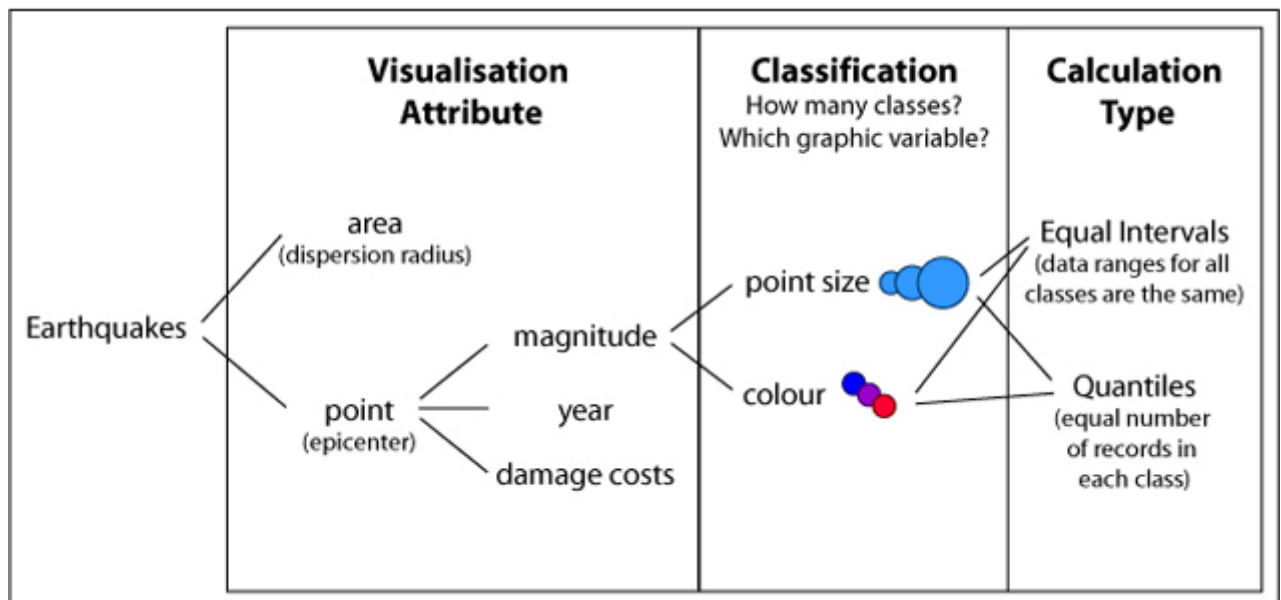 Visualisation
Attribute
Classification
How many classes?
Which graphic variable?
Calculation
Type
Earthquakes
area
(dispersion radius)
point
(epicenter)
magnitude
year
damage costs
point size
colour
Equal Intervals
(data ranges for all
classes are the same)
Quantiles
(equal number
of records in
each class)